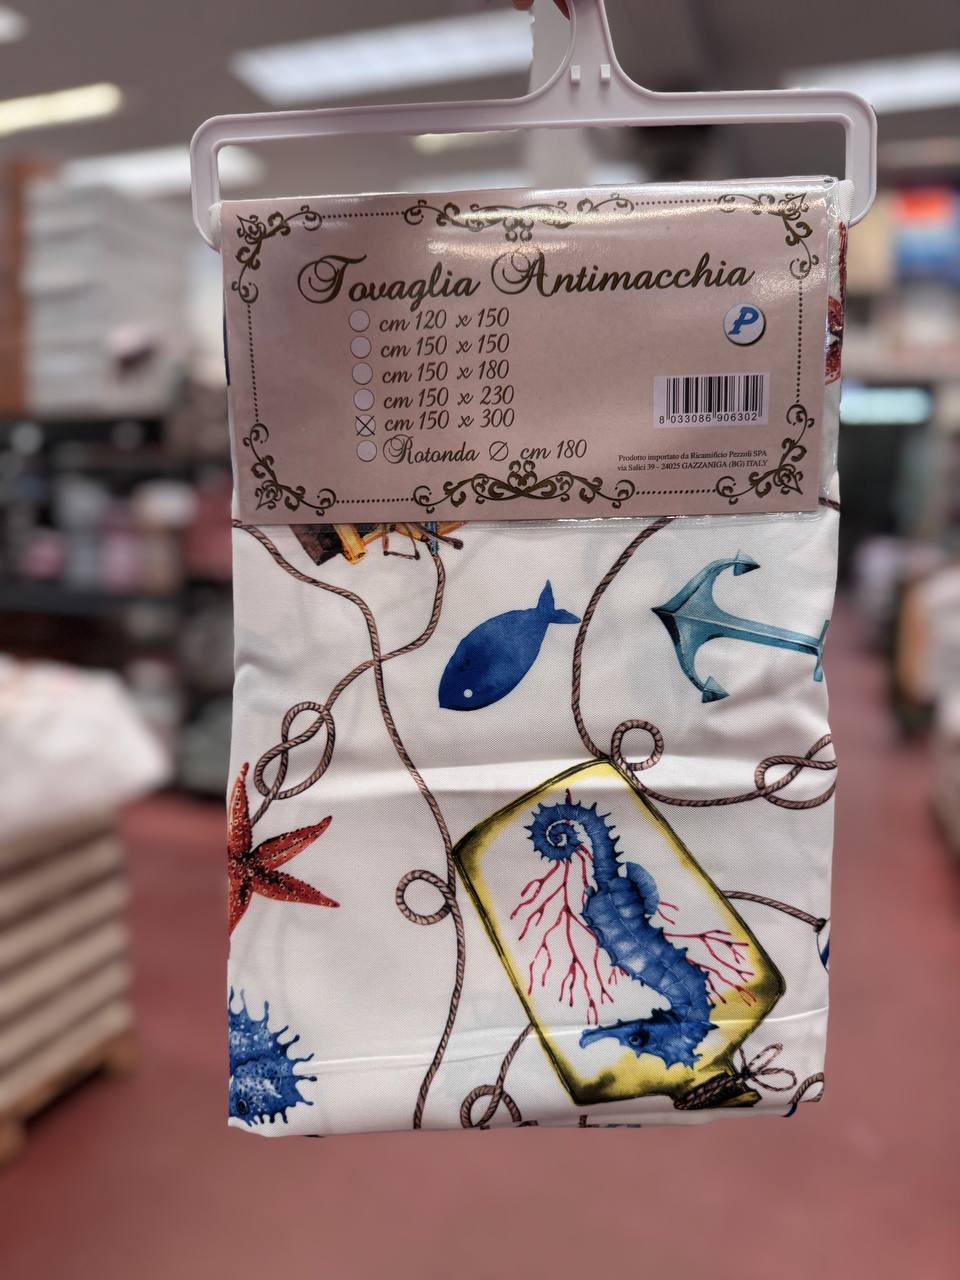 Tovaglia Antimacchia
cm 120 x 150
cm 150 x 150
cm 150 x 180
cm 150 x 230
cm 150 x 300
Rotonda Ø cm 180
P
8 033086 906302
Prodotto importato da Ricamificio Pezzoli SPA
via Salici 39 - 24025 GAZZANIGA (BG) ITALY